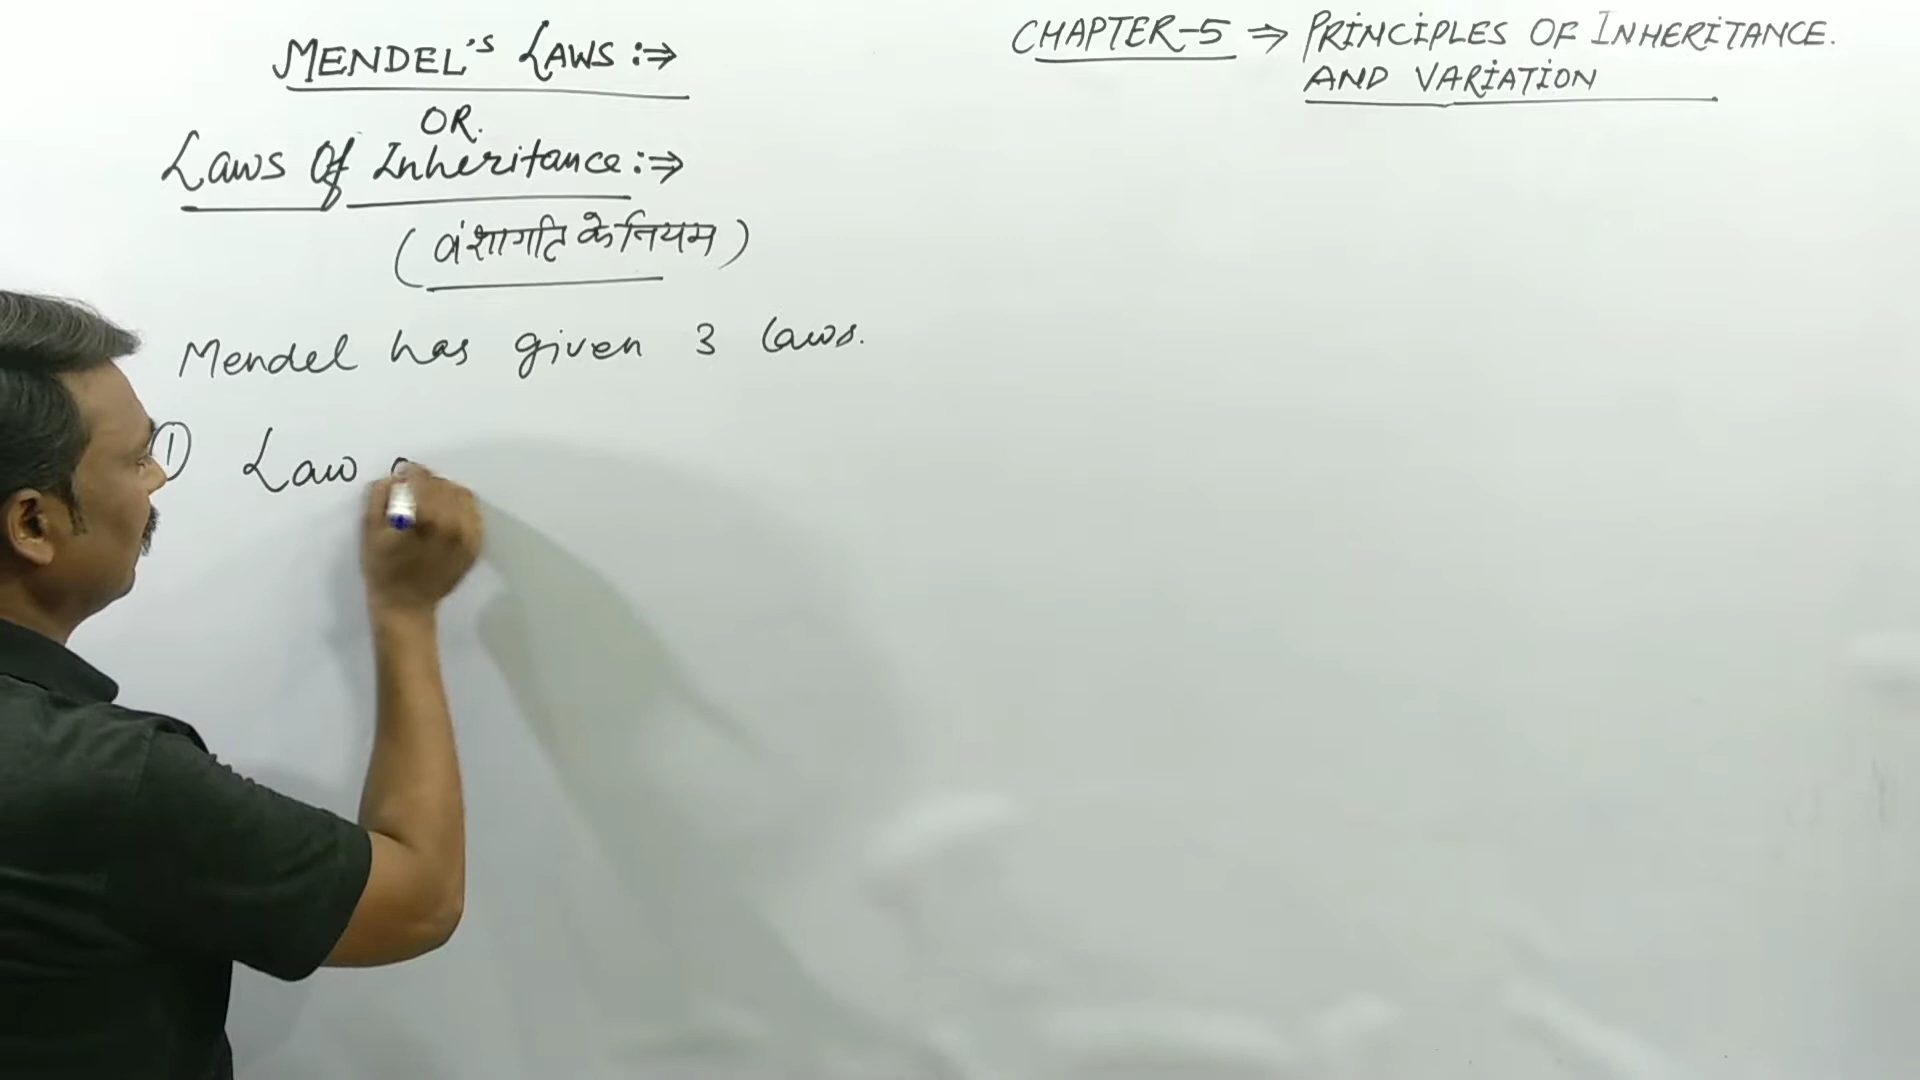 MENDEL'S LAWS :⇒
OR.
Laws Of Inheritance :⇒
(वंशागति के नियम)
Mendel has given 3 laws.
① Law
CHAPTER-5 ⇒ PRINCIPLES OF INHERITANCE.
AND VARIATION